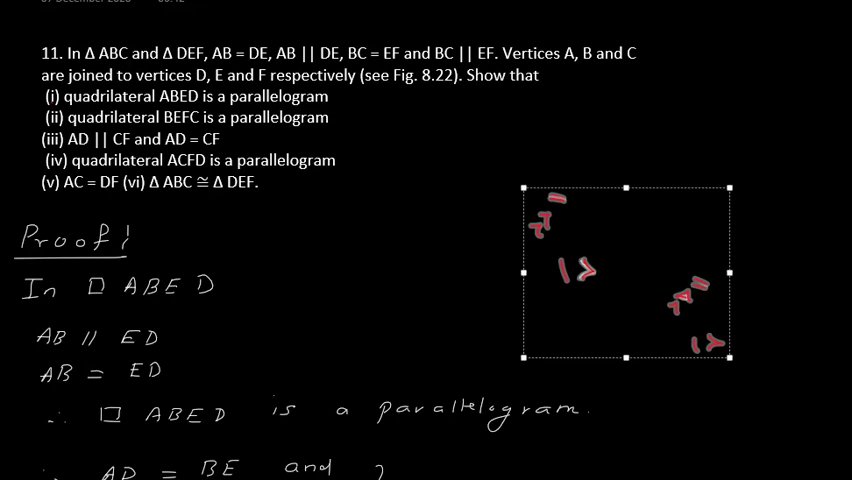 11. In Δ ABC and Δ DEF, AB = DE, AB || DE, BC = EF and BC || EF. Vertices A, B and C
are joined to vertices D, E and F respectively (see Fig. 8.22). Show that
(i) quadrilateral ABED is a parallelogram
(ii) quadrilateral BEFC is a parallelogram
(iii) AD || CF and AD = CF
(iv) quadrilateral ACFD is a parallelogram
(v) AC = DF (vi) Δ ABC ≅ Δ DEF.
Proof!
In □ ABED
AB // ED
AB = ED
∴ □ ABED is a parallelogram.
∴ AD = BE and